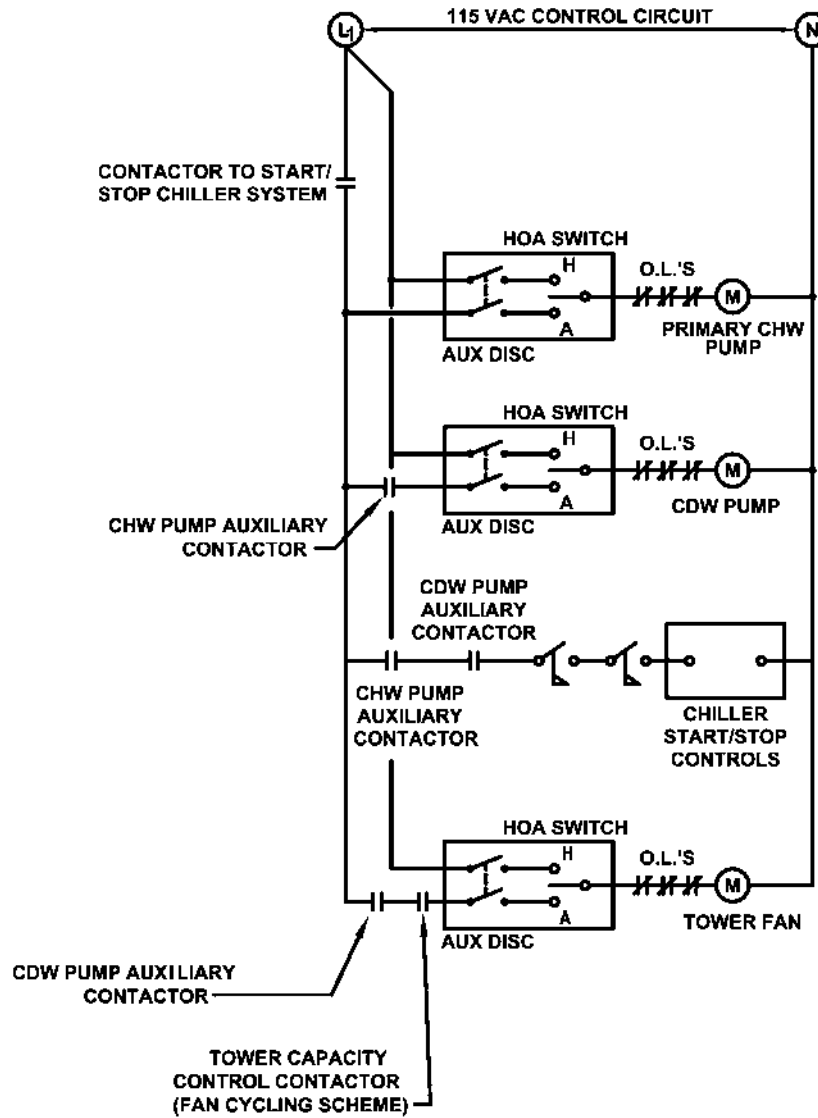 115 VAC CONTROL CIRCUIT
L1
N
CONTACTOR TO START/
STOP CHILLER SYSTEM
HOA SWITCH
H
O.L.'S
M
A
AUX DISC
PRIMARY CHW
PUMP
HOA SWITCH
H
O.L.'S
M
A
AUX DISC
CDW PUMP
CHW PUMP AUXILIARY
CONTACTOR
CDW PUMP
AUXILIARY
CONTACTOR
CHW PUMP
AUXILIARY
CONTACTOR
CHILLER
START/STOP
CONTROLS
HOA SWITCH
H
O.L.'S
M
A
AUX DISC
TOWER FAN
CDW PUMP AUXILIARY
CONTACTOR
TOWER CAPACITY
CONTROL CONTACTOR
(FAN CYCLING SCHEME)